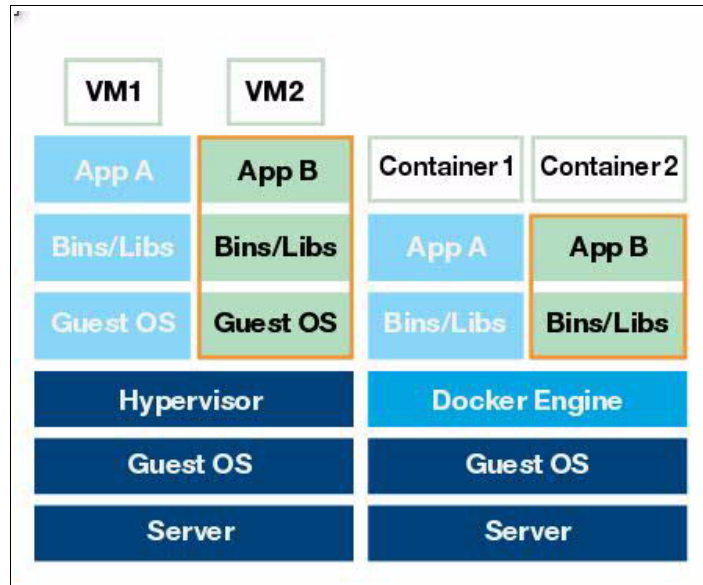 VM1 VM2
App A App B Container 1 Container 2
Bins/Libs Bins/Libs App A App B
Guest OS Guest OS Bins/Libs Bins/Libs
Hypervisor Docker Engine
Guest OS Guest OS
Server Server